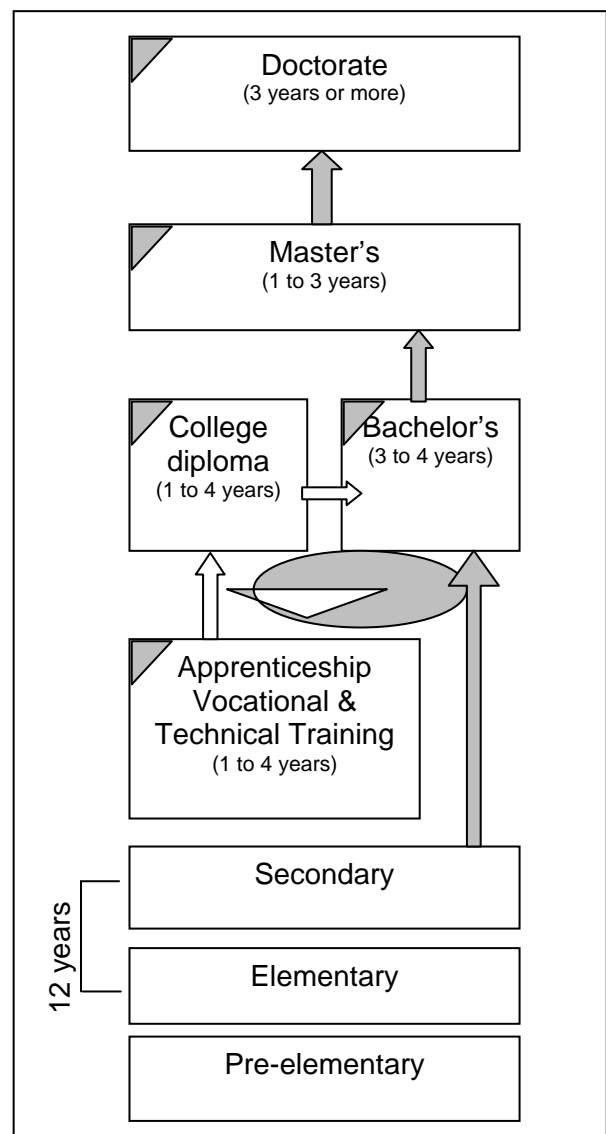 Doctorate
(3 years or more)
Master’s
(1 to 3 years)
College
diploma
(1 to 4 years)
Bachelor’s
(3 to 4 years)
Apprenticeship
Vocational &
Technical Training
(1 to 4 years)
Secondary
12 years
Elementary
Pre-elementary